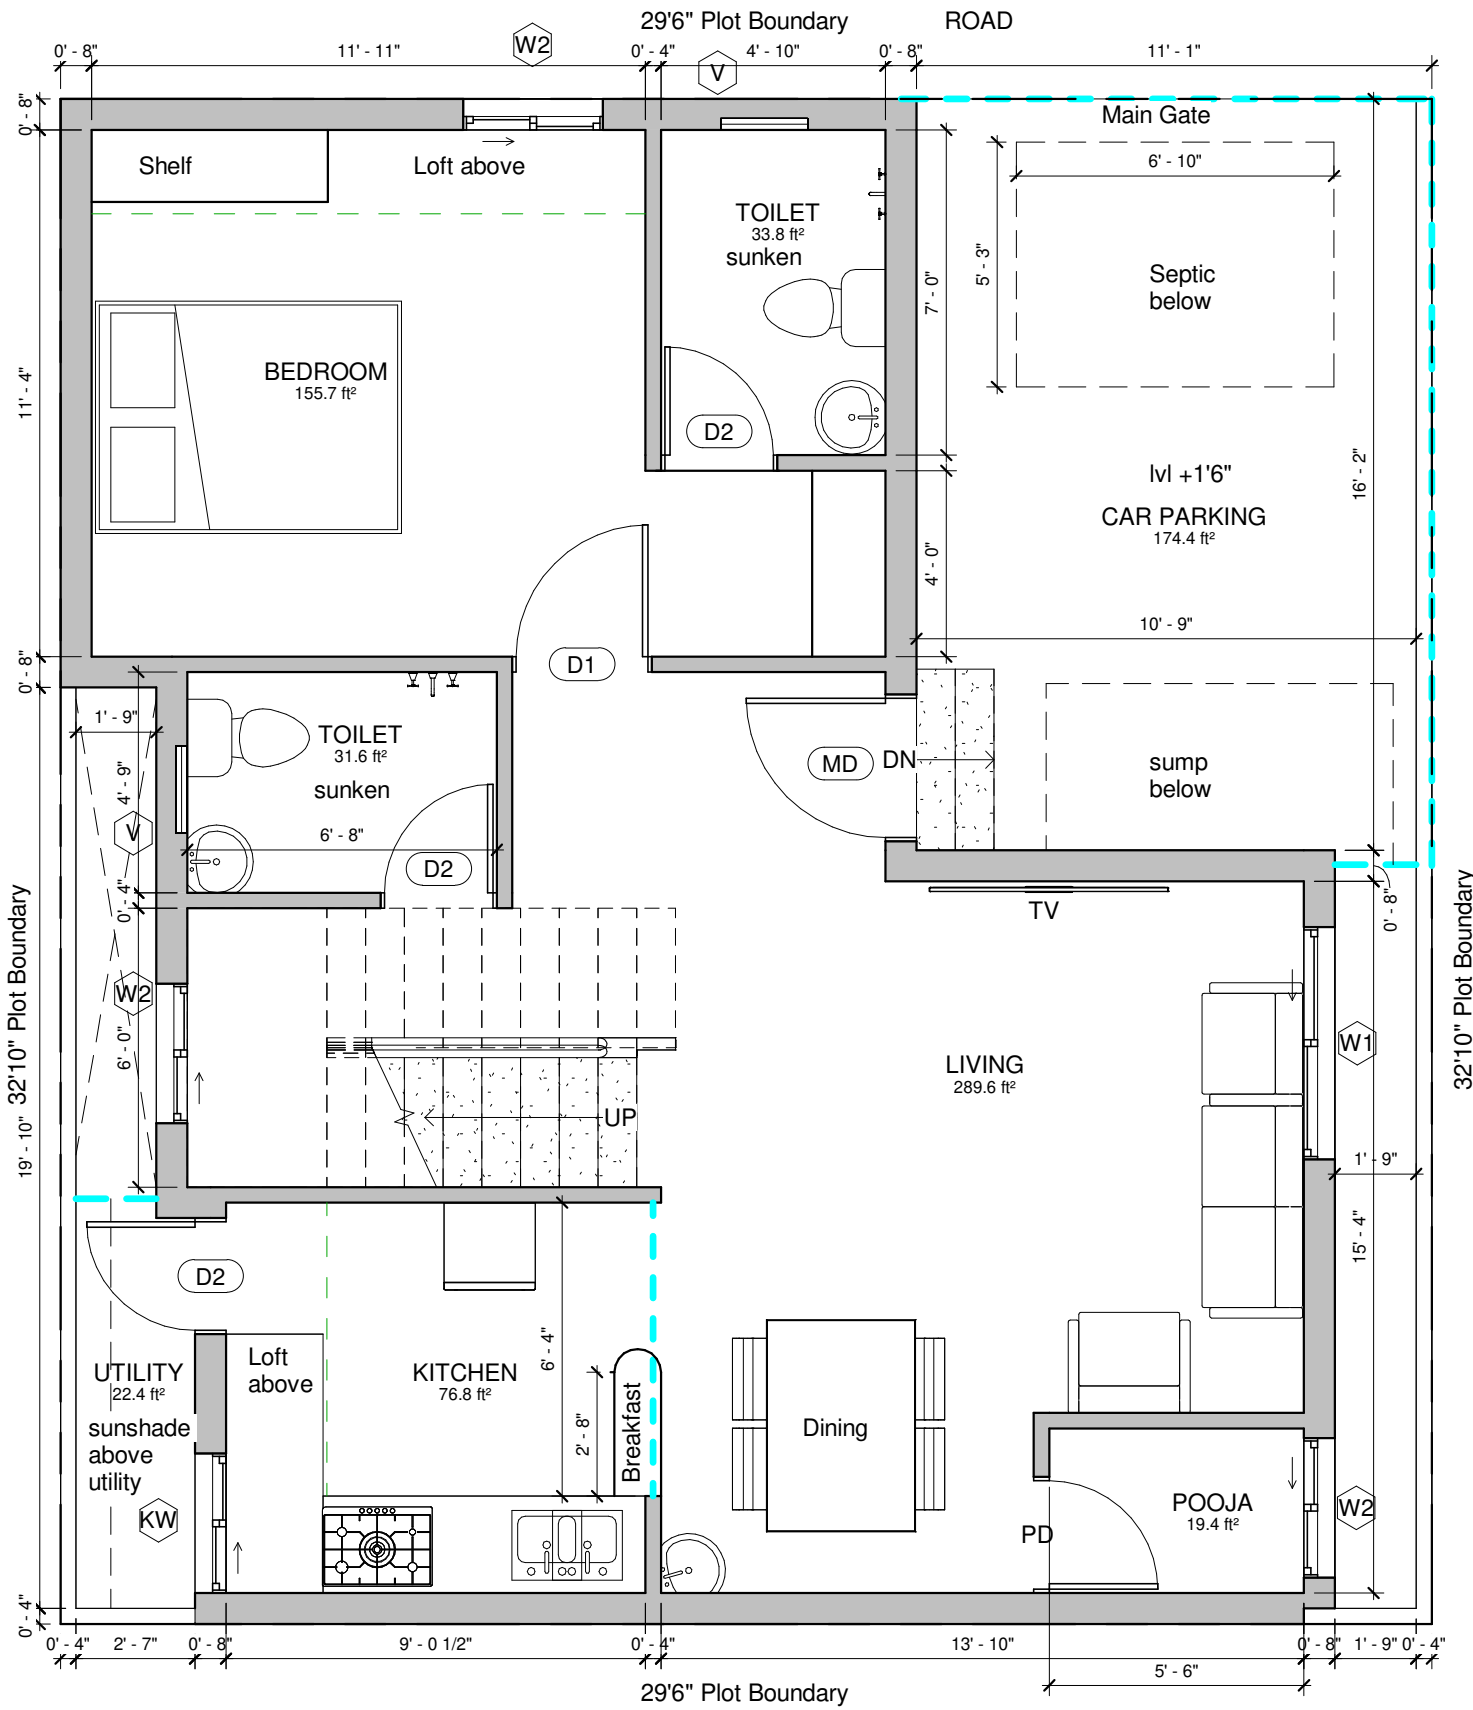 29'6" Plot Boundary
ROAD
0' - 8"
11' - 11"
W2
0' - 4"
V
4' - 10"
0' - 8"
11' - 1"
0' - 8"
Main Gate
Shelf
Loft above
6' - 10"
TOILET
33.8 ft²
sunken
5' - 3"
Septic
below
7' - 0"
BEDROOM
155.7 ft²
11' - 4"
D2
lvl +1'6"
16' - 2"
CAR PARKING
174.4 ft²
4' - 0"
10' - 9"
D1
0' - 8"
1' - 9"
TOILET
31.6 ft²
sunken
4' - 9"
V
6' - 8"
D2
MD
DN
sump
below
0' - 4"
TV
0' - 8"
32'10" Plot Boundary
32'10" Plot Boundary
W2
6' - 0"
W1
LIVING
289.6 ft²
UP
19' - 10"
1' - 9"
15' - 4"
D2
6' - 4"
UTILITY
22.4 ft²
sunshade
above
utility
Loft
above
KITCHEN
76.8 ft²
2' - 8"
Breakfast
Dining
KW
PD
POOJA
19.4 ft²
W2
0' - 4"
0' - 4"
2' - 7"
0' - 8"
9' - 0 1/2"
0' - 4"
13' - 10"
0' - 8"
1' - 9"
0' - 4"
5' - 6"
29'6" Plot Boundary